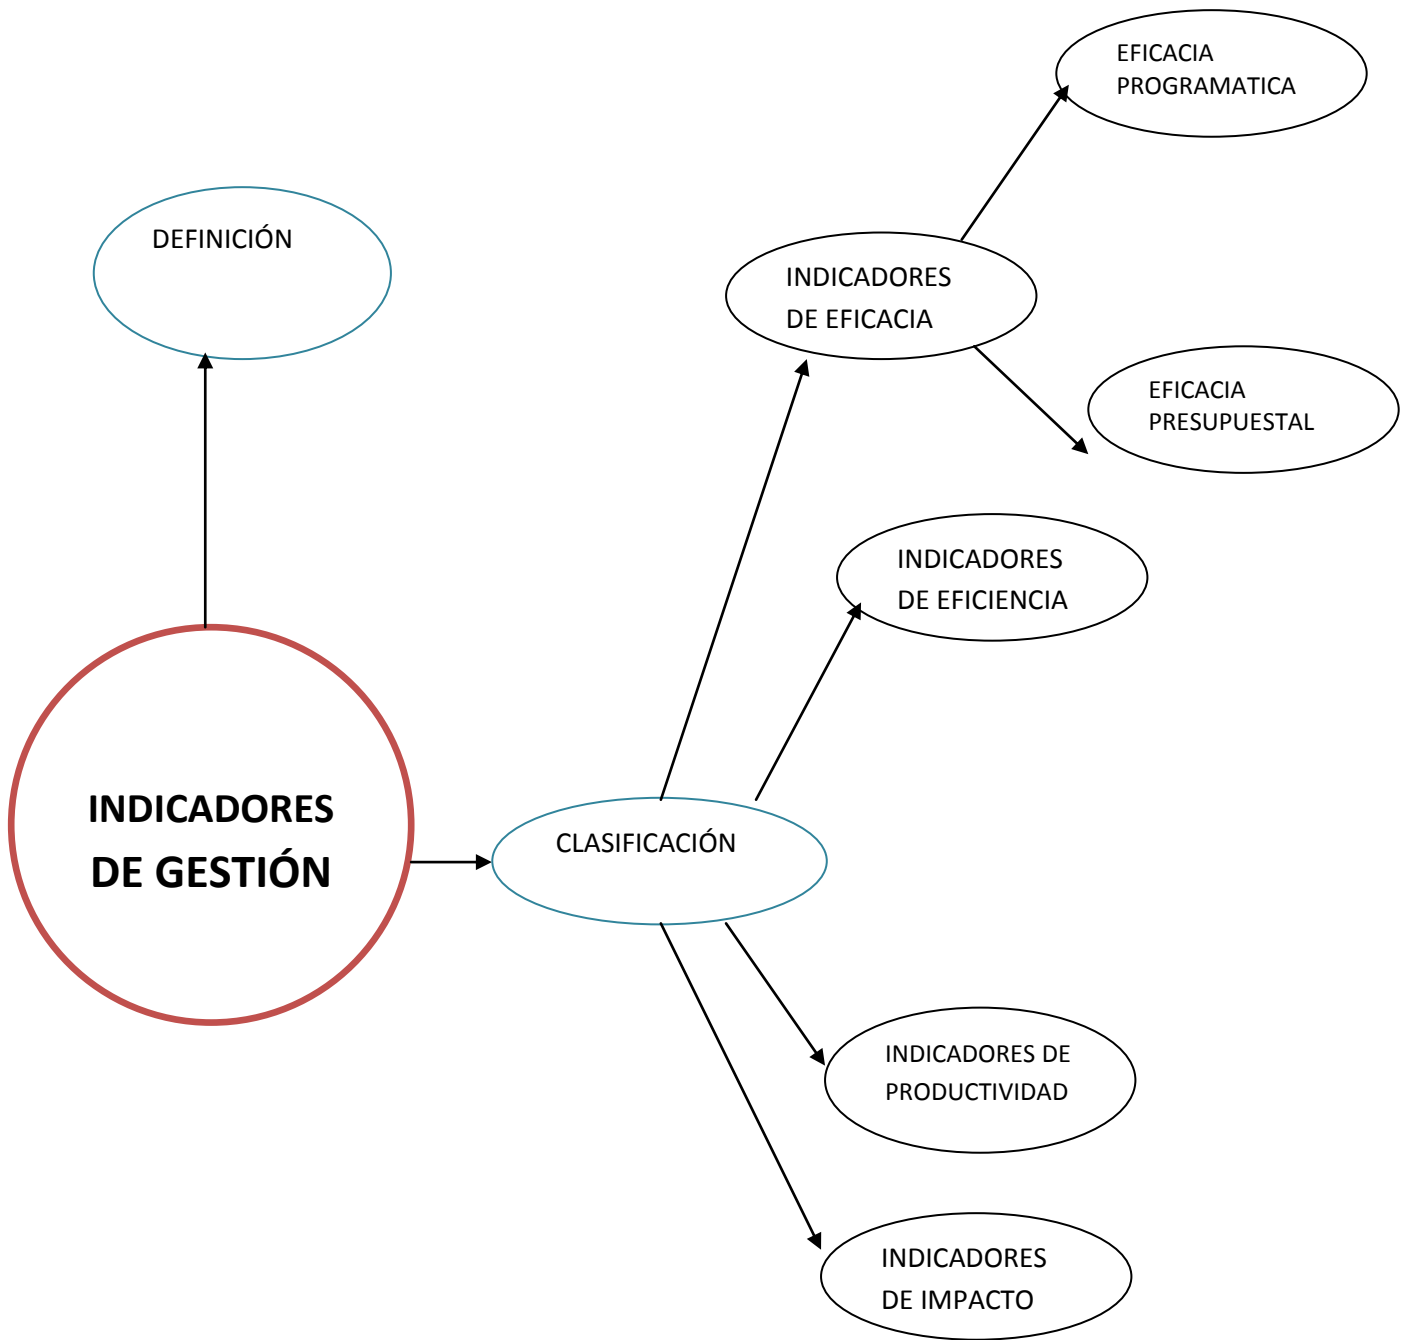 EFICACIA
PROGRAMATICA
DEFINICIÓN
INDICADORES
DE EFICACIA
EFICACIA
PRESUPUESTAL
INDICADORES
DE EFICIENCIA
INDICADORES
DE GESTIÓN
CLASIFICACIÓN
INDICADORES DE
PRODUCTIVIDAD
INDICADORES
DE IMPACTO